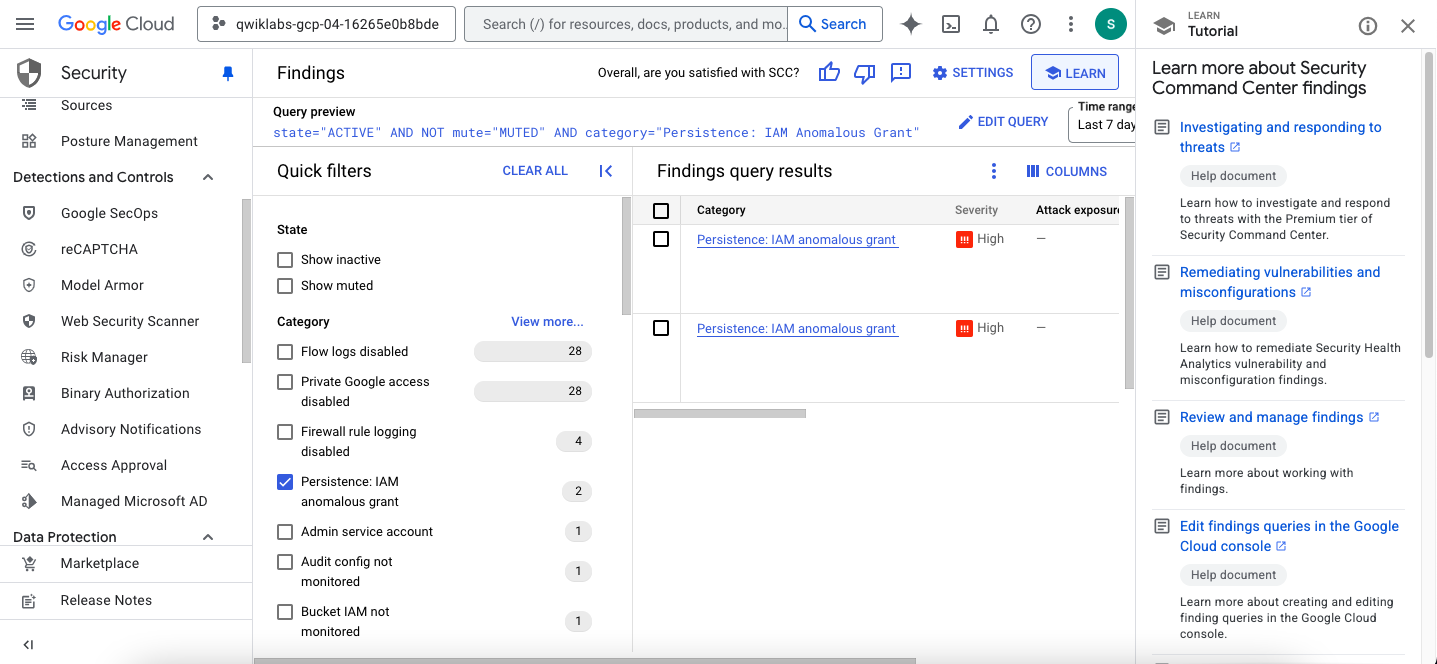 Google Cloud
qwiklabs-gcp-04-16265e0b8bde
Search (/) for resources, docs, products, and mo..
Search
S
LEARN
Tutorial
Security
Sources
Posture Management
Detections and Controls
Google SecOps
reCAPTCHA
Model Armor
Web Security Scanner
Risk Manager
Binary Authorization
Advisory Notifications
Access Approval
Managed Microsoft AD
Data Protection
Marketplace
Release Notes
Findings
Overall, are you satisfied with SCC?
SETTINGS
LEARN
Query preview
state="ACTIVE" AND NOT mute="MUTED" AND category="Persistence: IAM Anomalous Grant"
EDIT QUERY
Time range
Last 7 day
Quick filters
CLEAR ALL
State
Show inactive
Show muted
Category
View more...
Flow logs disabled
28
Private Google access
disabled
28
Firewall rule logging
disabled
4
Persistence: IAM
anomalous grant
2
Admin service account
1
Audit config not
monitored
1
Bucket IAM not
monitored
1
Findings query results
COLUMNS
Category
Severity
Attack exposure
Persistence: IAM anomalous grant
High
—
Persistence: IAM anomalous grant
High
—
Learn more about Security
Command Center findings
Investigating and responding to
threats
Help document
Learn how to investigate and respond
to threats with the Premium tier of
Security Command Center.
Remediating vulnerabilities and
misconfigurations
Help document
Learn how to remediate Security Health
Analytics vulnerability and
misconfiguration findings.
Review and manage findings
Help document
Learn more about working with
findings.
Edit findings queries in the Google
Cloud console
Help document
Learn more about creating and editing
finding queries in the Google Cloud
console.